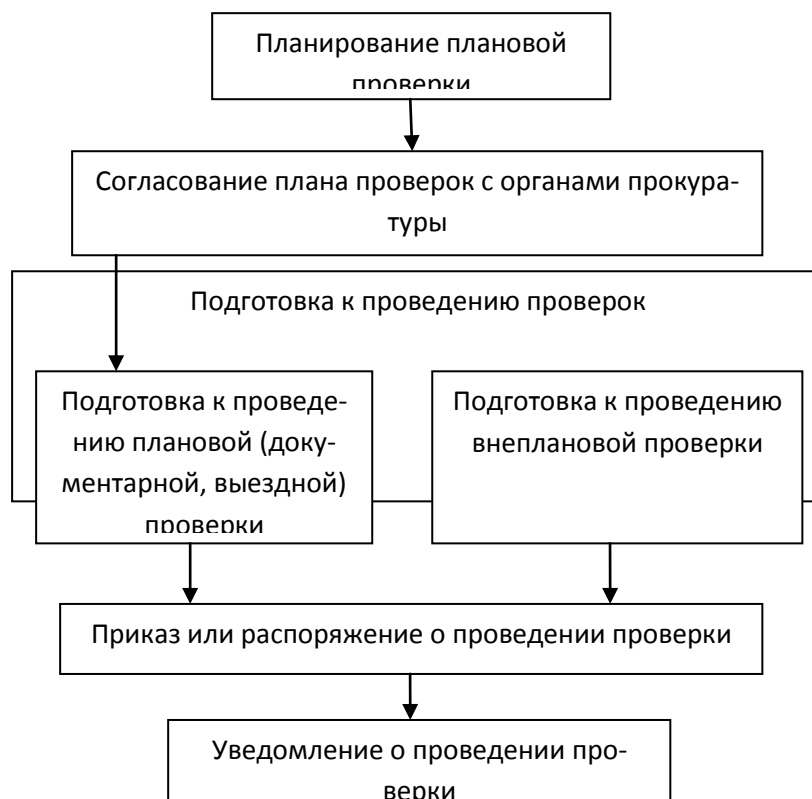 Планирование плановой
проверки
Согласование плана проверок с органами прокура-
туры
Подготовка к проведению проверок
Подготовка к проведе-
нию плановой (доку-
ментарной, выездной)
проверки
Подготовка к проведению
внеплановой проверки
Приказ или распоряжение о проведении проверки
Уведомление о проведении про-
верки